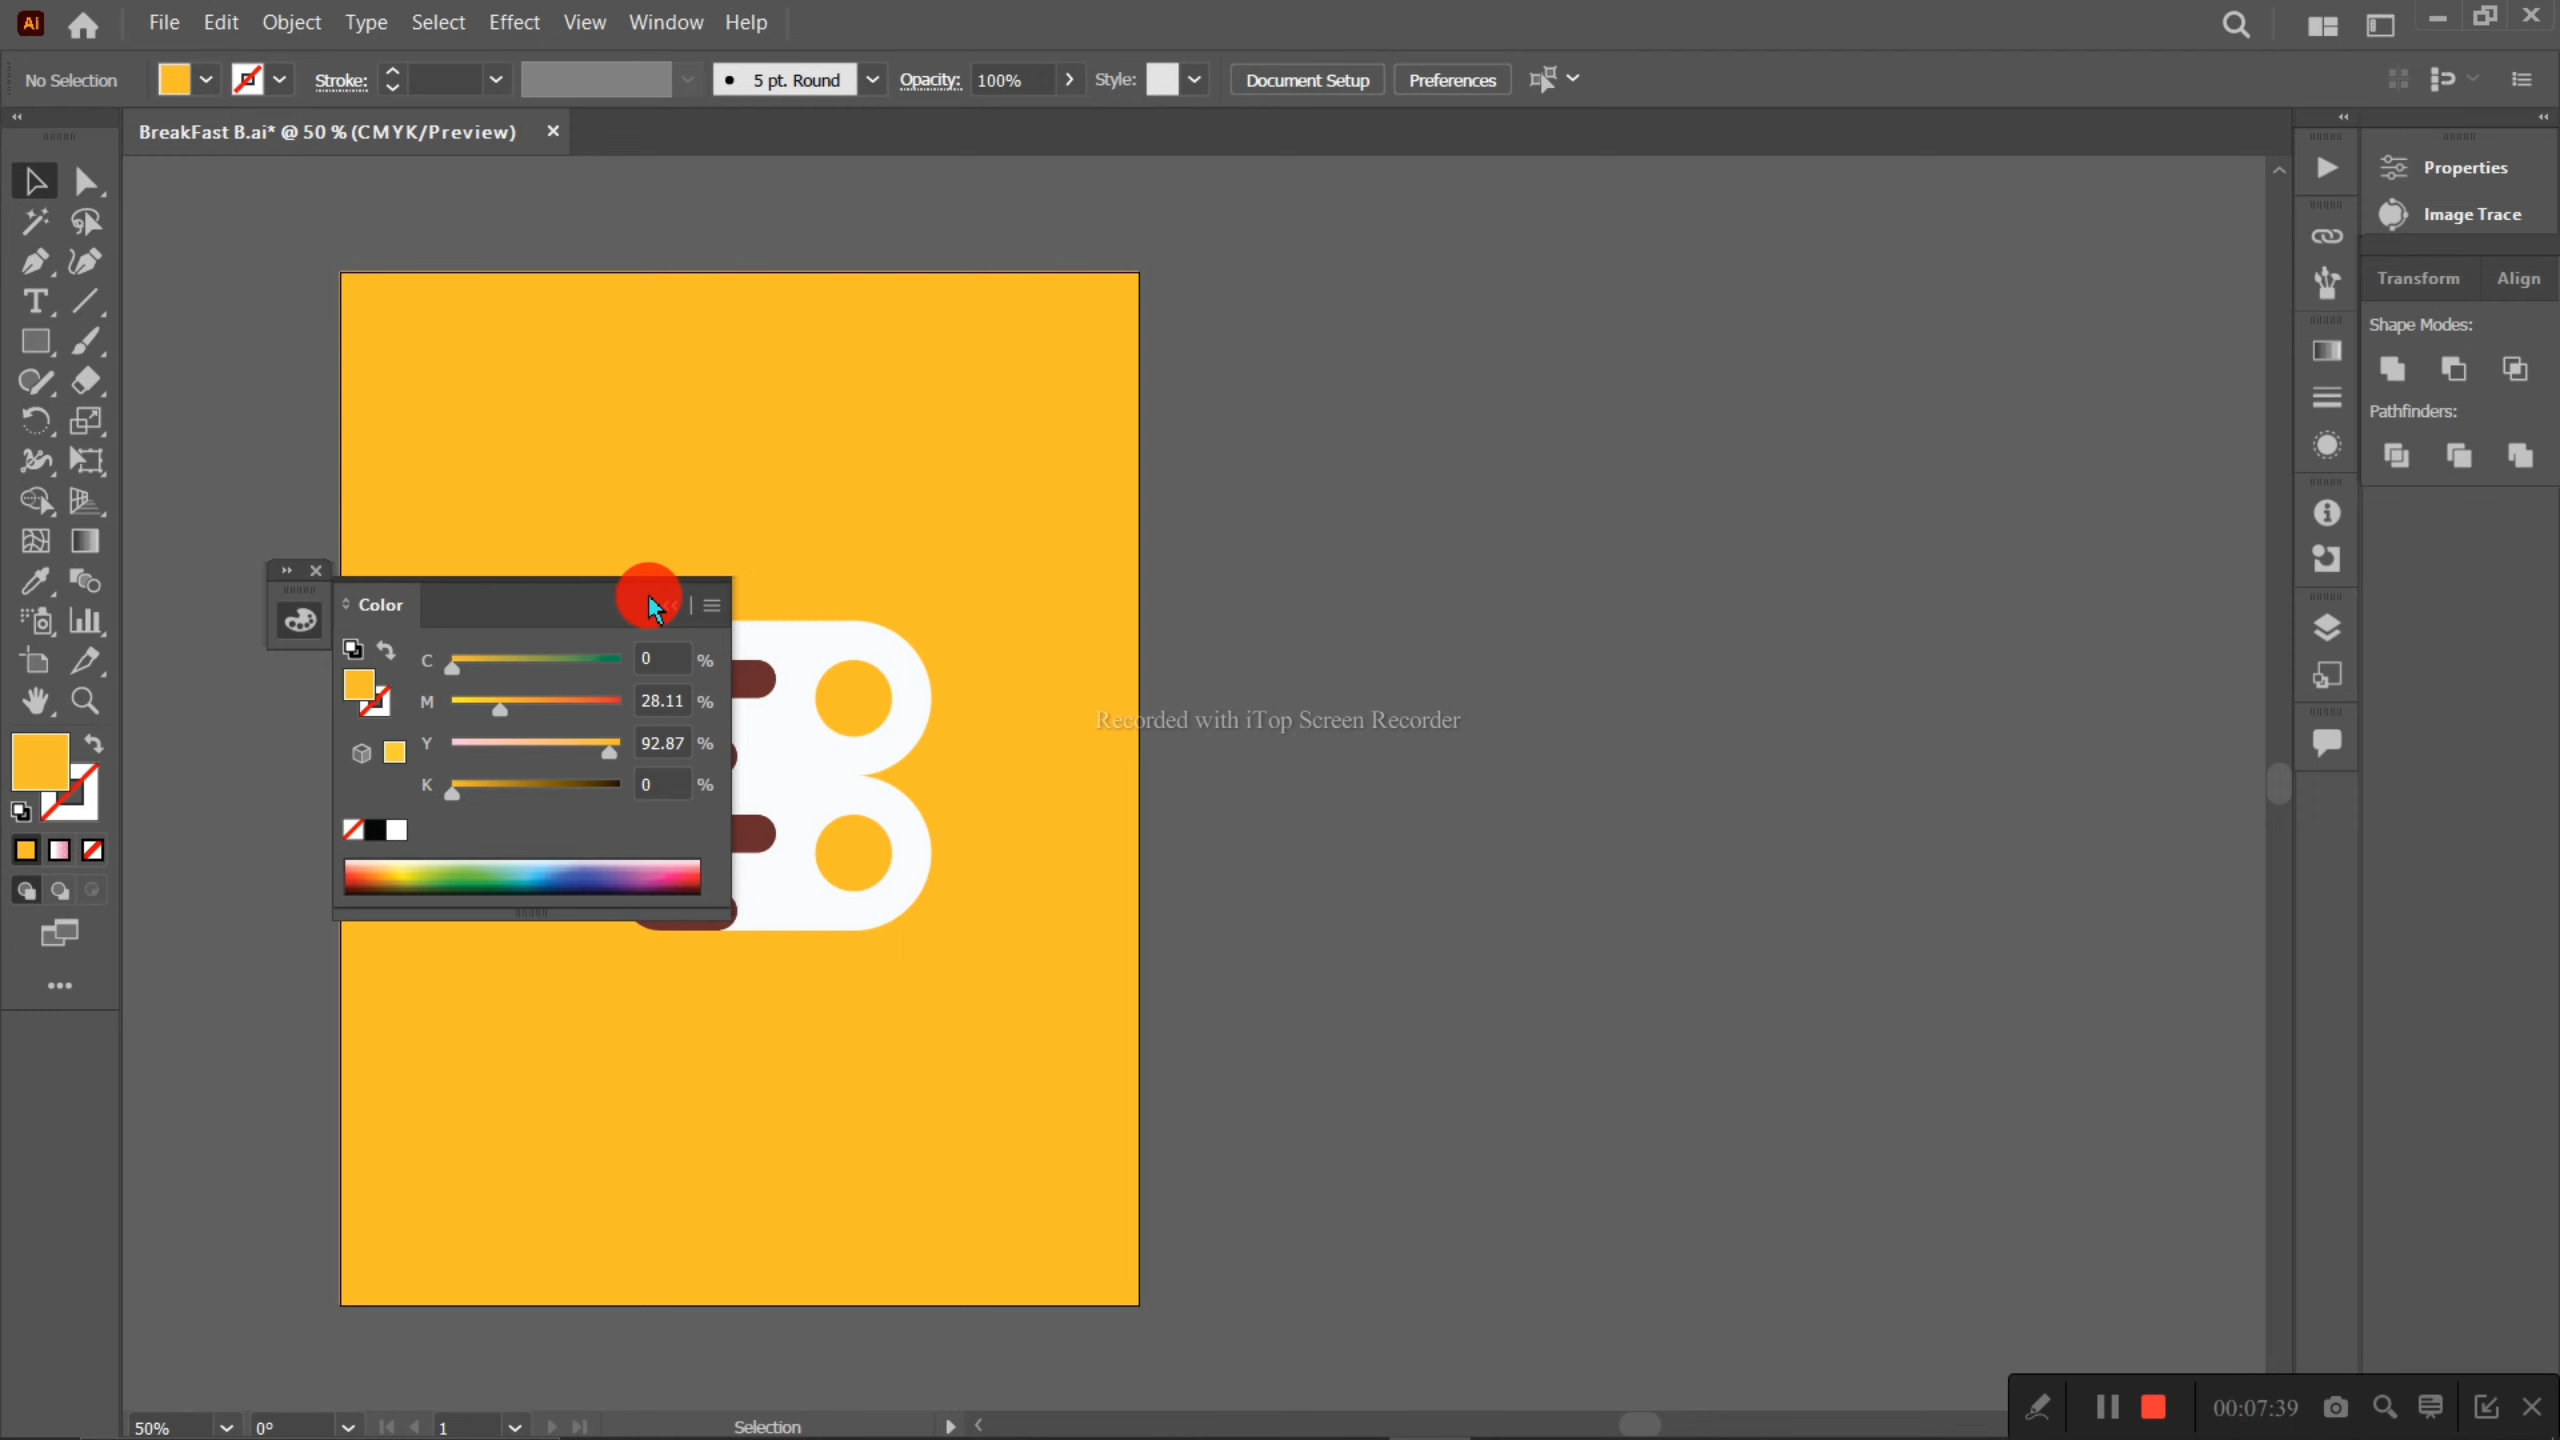 Ai File Edit Object Type Select Effect View Window Help
No Selection Stroke: 5 pt. Round Opacity: 100% Style: Document Setup Preferences
BreakFast B.ai* @ 50 % (CMYK/Preview)
Properties
Image Trace
Transform Align
Shape Modes:
Pathfinders:
Color
C 0 %
M 28.11 %
Y 92.87 %
K 0 %
Recorded with iTop Screen Recorder
50% 0° 1 Selection
00:07:39